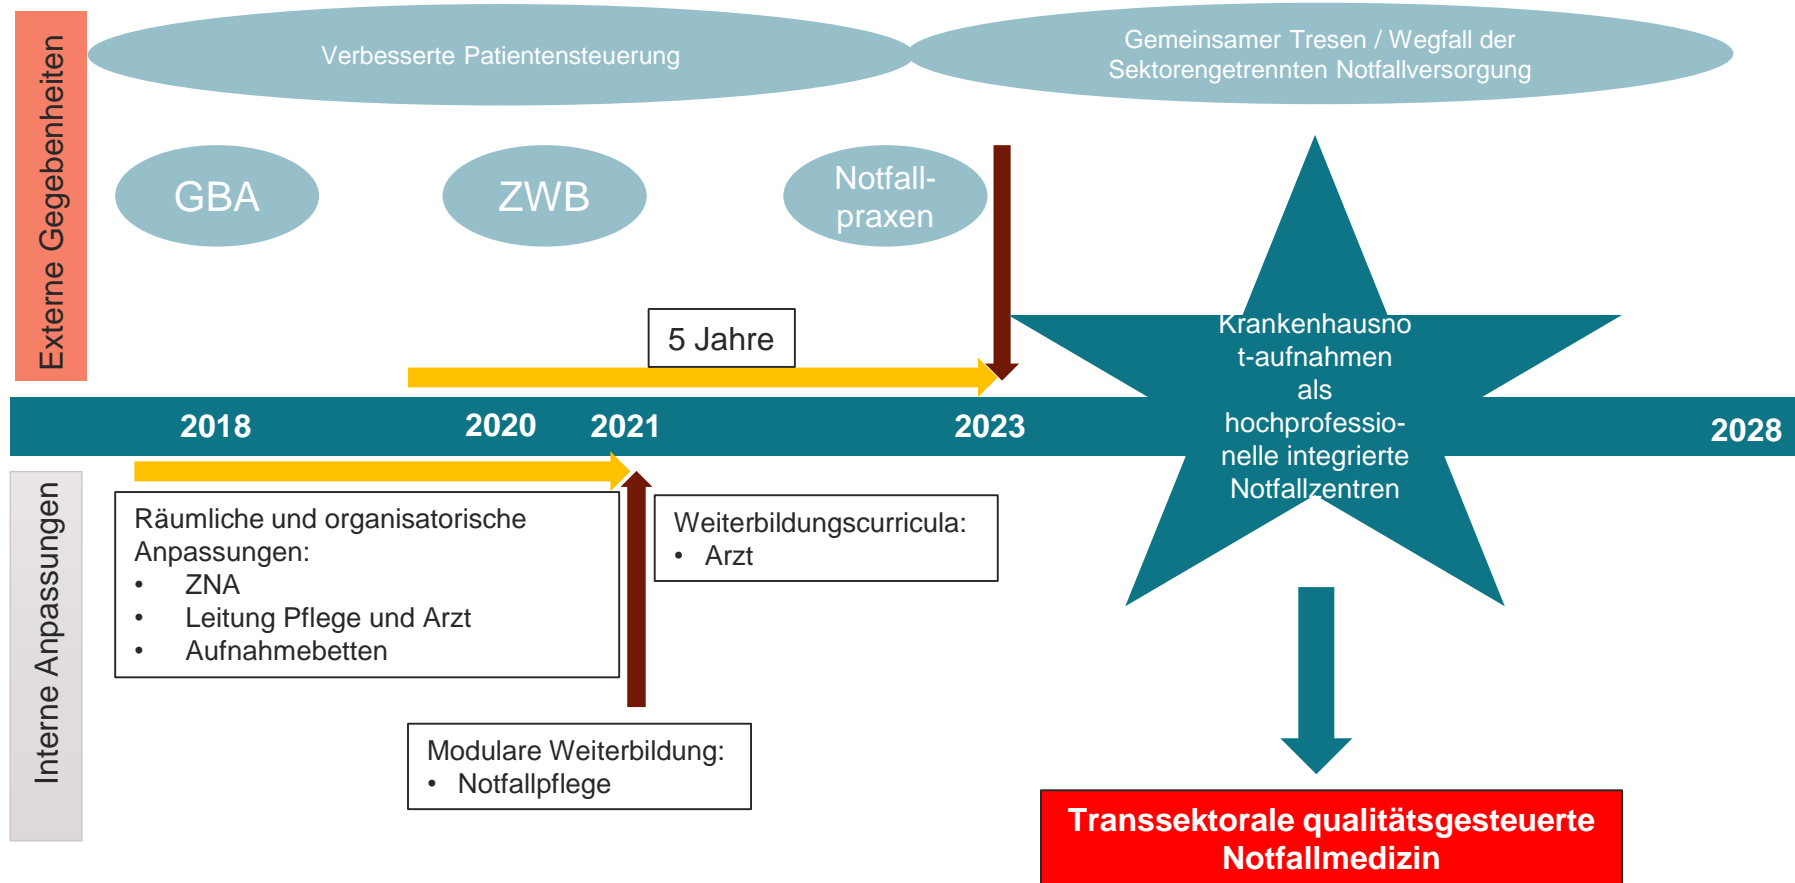 Externe Gegebenheiten
Verbesserte Patientensteuerung
Gemeinsamer Tresen / Wegfall der
Sektorengetrennten Notfallversorgung
GBA
ZWB
Notfall-
praxen
5 Jahre
Krankenhausno
t-aufnahmen
als
hochprofessio-
nelle integrierte
Notfallzentren
2018
2020
2021
2023
2028
Interne Anpassungen
Räumliche und organisatorische
Anpassungen:
• ZNA
• Leitung Pflege und Arzt
• Aufnahmebetten
Weiterbildungscurricula:
• Arzt
Modulare Weiterbildung:
• Notfallpflege
Transsektorale qualitätsgesteuerte
Notfallmedizin